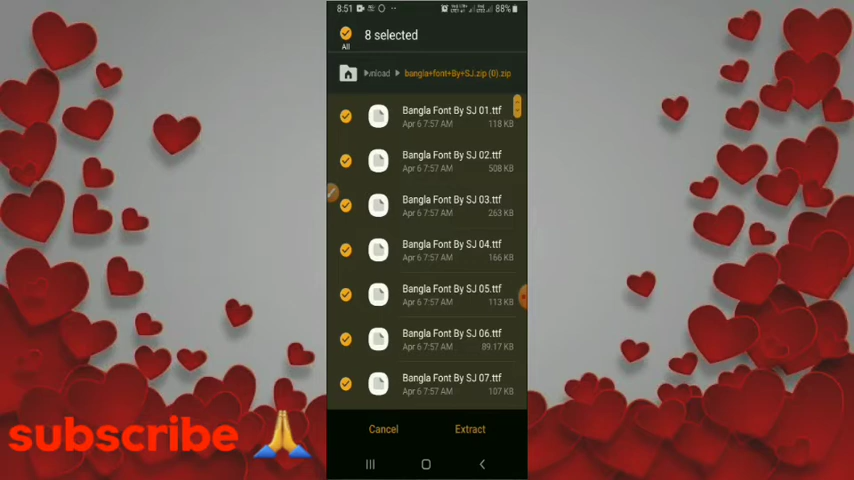 8:51
88%
All
8 selected
nload
bangla+font+By+SJ.zip (0).zip
Bangla Font By SJ 01.ttf
Apr 6 7:57 AM 118 KB
Bangla Font By SJ 02.ttf
Apr 6 7:57 AM 508 KB
Bangla Font By SJ 03.ttf
Apr 6 7:57 AM 263 KB
Bangla Font By SJ 04.ttf
Apr 6 7:57 AM 166 KB
Bangla Font By SJ 05.ttf
Apr 6 7:57 AM 113 KB
Bangla Font By SJ 06.ttf
Apr 6 7:57 AM 89.17 KB
Bangla Font By SJ 07.ttf
Apr 6 7:57 AM 107 KB
Cancel Extract
subscribe